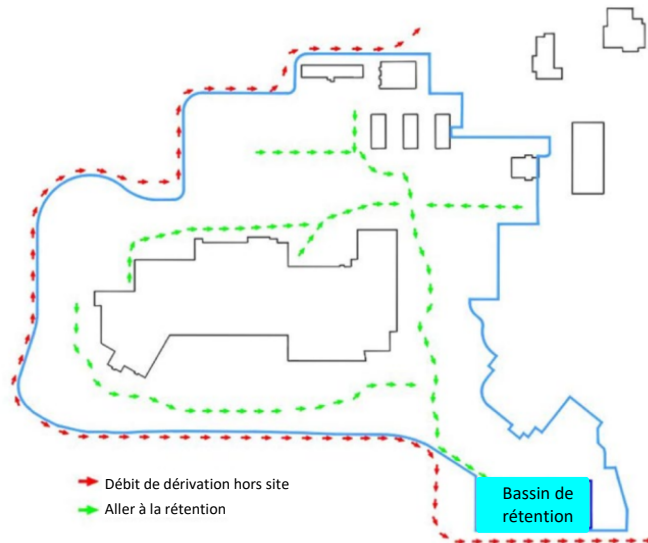 Débit de dérivation hors site
Aller à la rétention
Bassin de
rétention